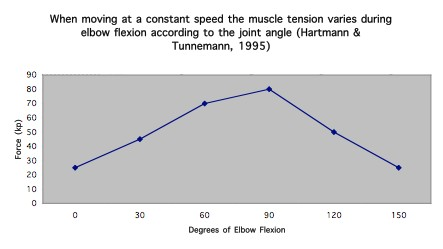 When moving at a constant speed the muscle tension varies during
elbow flexion according to the joint angle (Hartmann &
Tunnemann, 1995)
90
80
70
60
50
40
30
20
10
0
Force (kp)
0 30 60 90 120 150
Degrees of Elbow Flexion